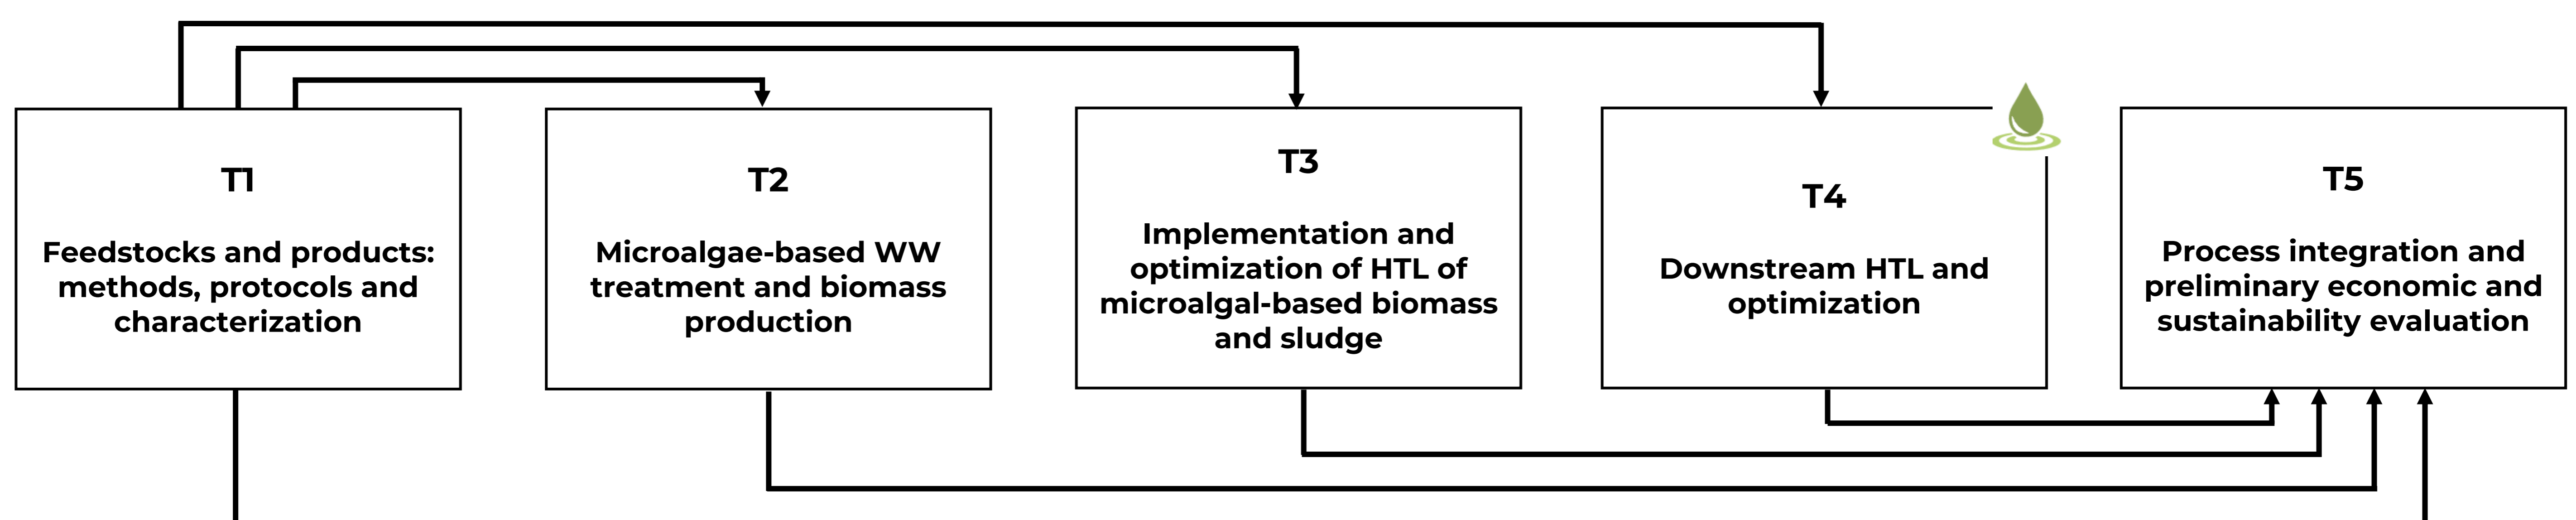 T1
Feedstocks and products:
methods, protocols and
characterization
T2
Microalgae-based WW
treatment and biomass
production
T3
Implementation and
optimization of HTL of
microalgal-based biomass
and sludge
T4
Downstream HTL and
optimization
T5
Process integration and
preliminary economic and
sustainability evaluation